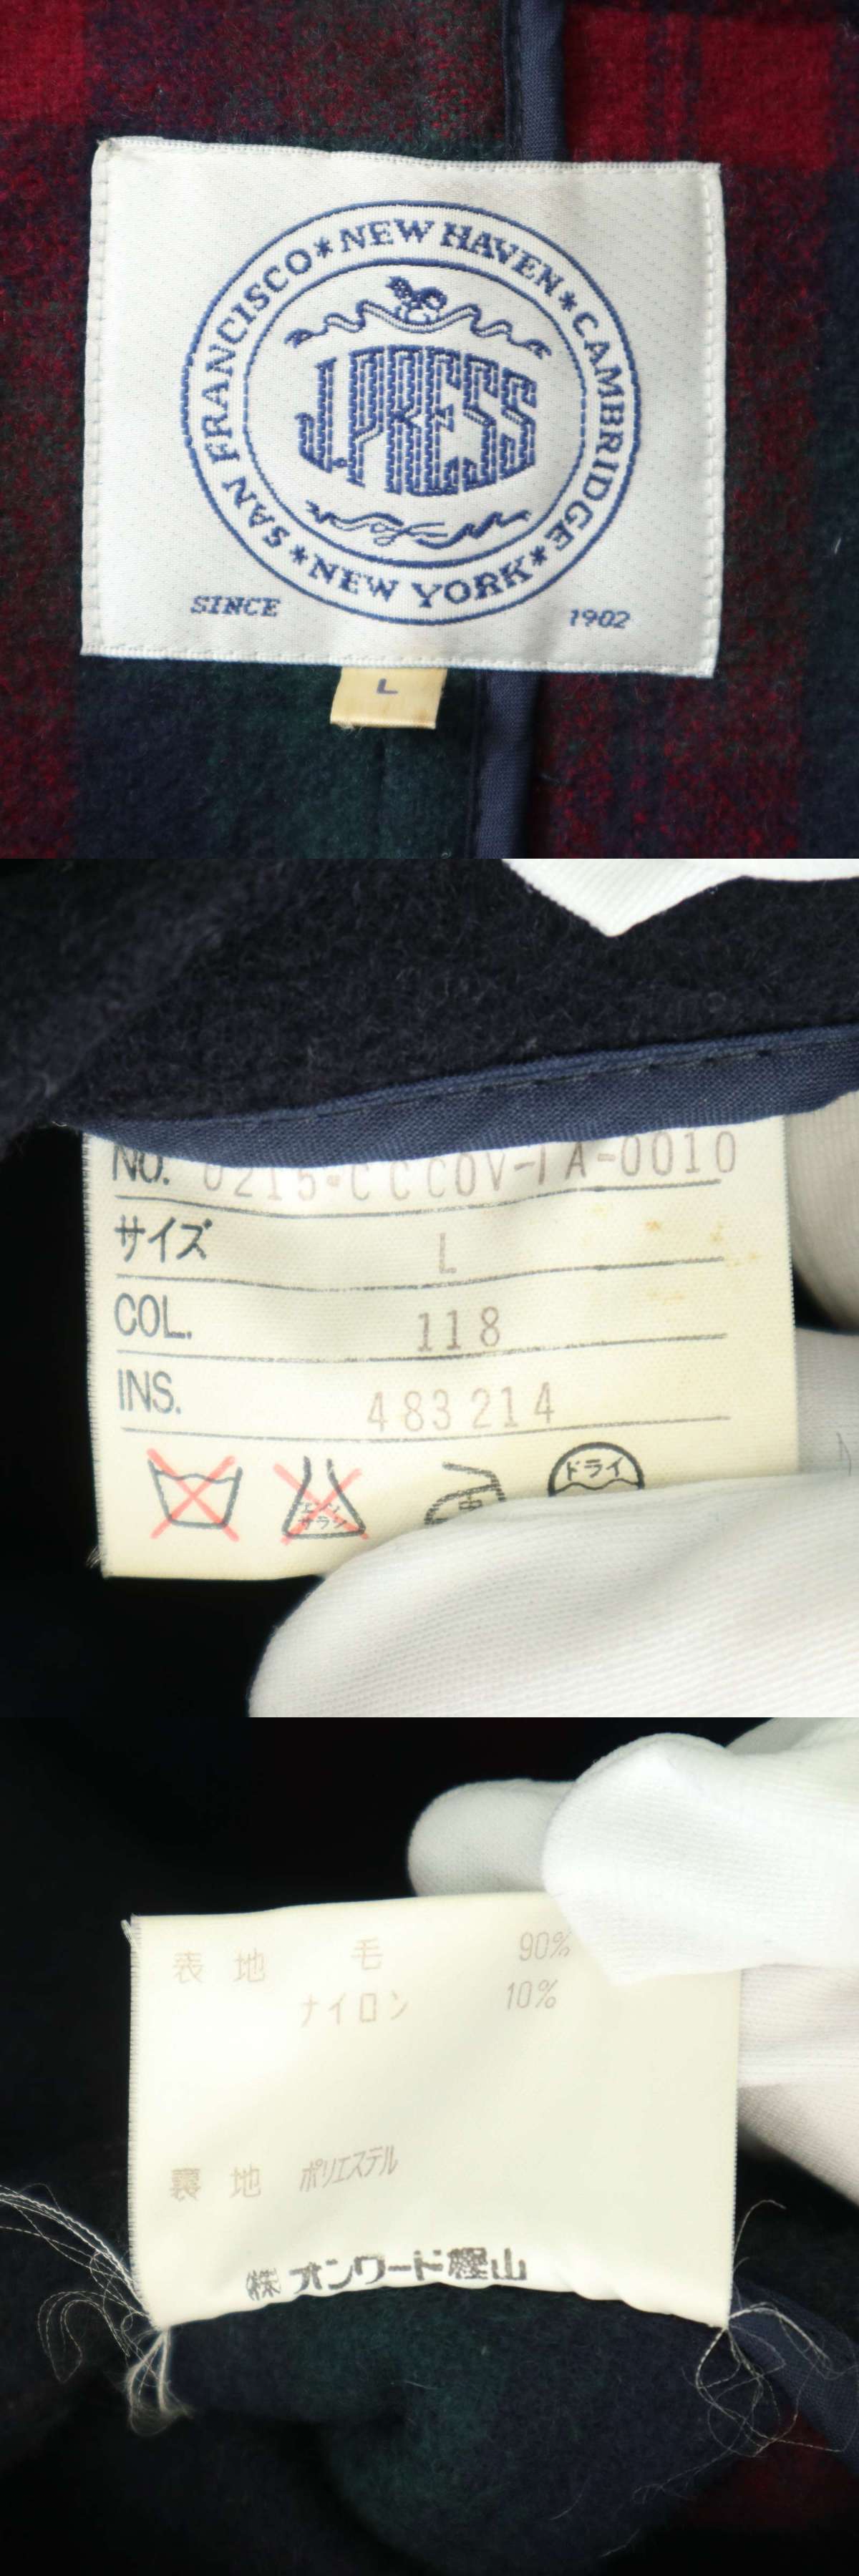 SAN FRANCISCO * NEW HAVEN * CAMBRIDGE * NEW YORK *
J.PRESS
SINCE 1902
L
NO. 0215-CCCOV-IA-0010
サイズ L
COL. 118
INS. 483214
エンソ
サラシ
ドライ
表地 毛 90%
ナイロン 10%
裏地 ポリエステル
㈱オンワード樫山